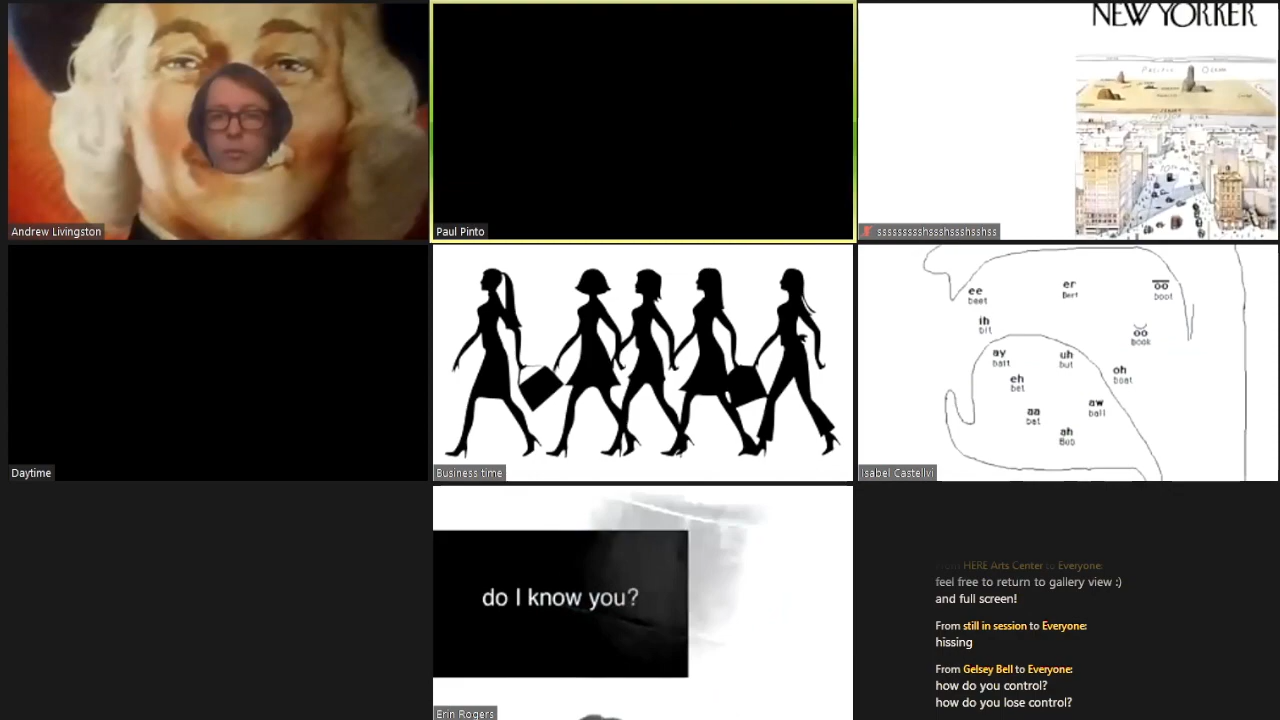 NEW YORKER
Pacific Ocean
Andrew Livingston
Paul Pinto
ssssssssshssshssshsshss
ee
beet
er
Bert
oo
boot
ih
bit
oo
book
ay
bait
uh
but
oh
boat
eh
bet
aa
bat
aw
ball
ah
Bob
Daytime
Business time
Isabel Castellvi
do I know you?
Erin Rogers
From HERE Arts Center to Everyone:
feel free to return to gallery view :)
and full screen!
From still in session to Everyone:
hissing
From Gelsey Bell to Everyone:
how do you control?
how do you lose control?